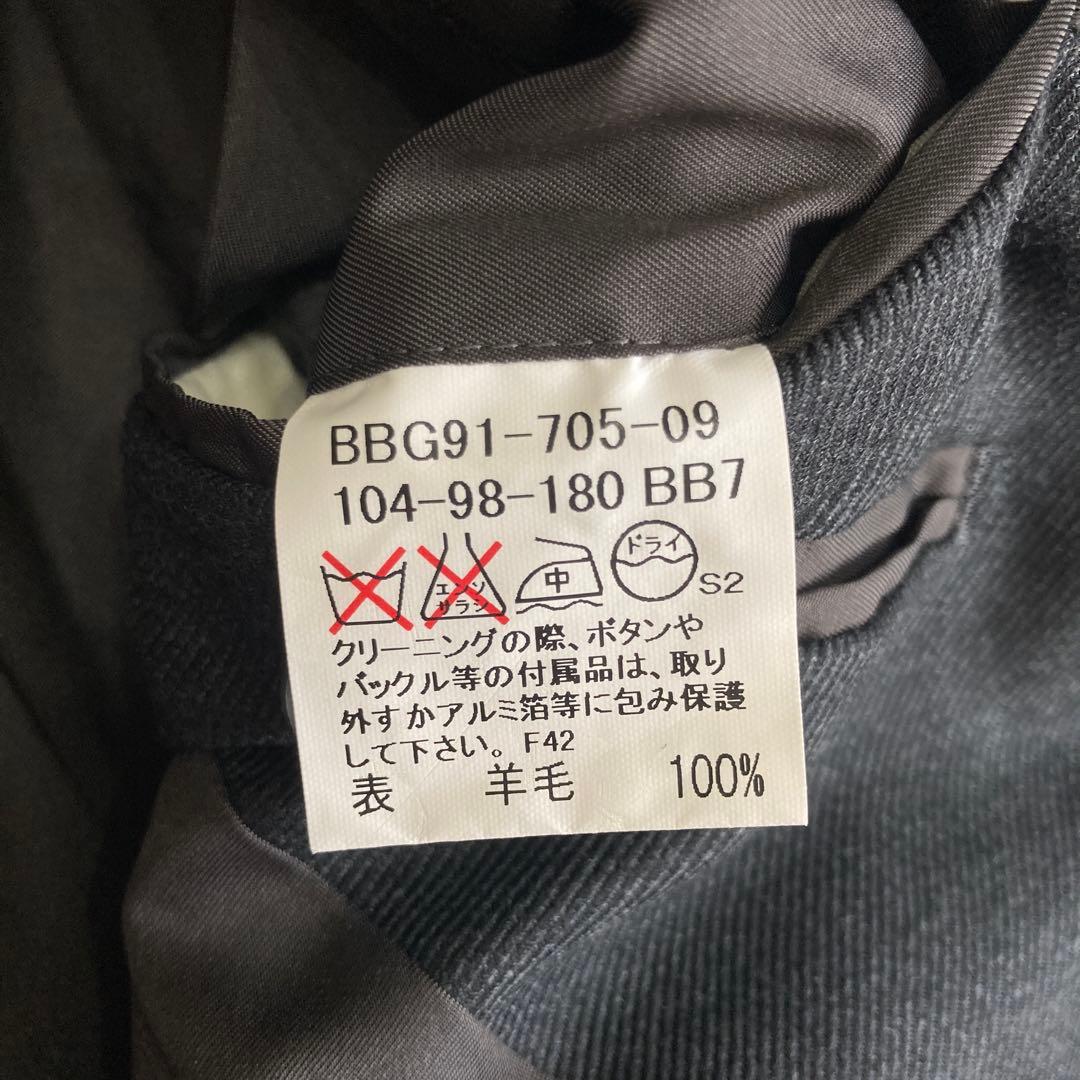 BBG91-705-09
104-98-180 BB7
エンソ
サラシ
中
ドライ
S2
クリーニングの際、ボタンや
バックル等の付属品は、取り
外すかアルミ箔等に包み保護
して下さい。F42
表 羊毛 100%